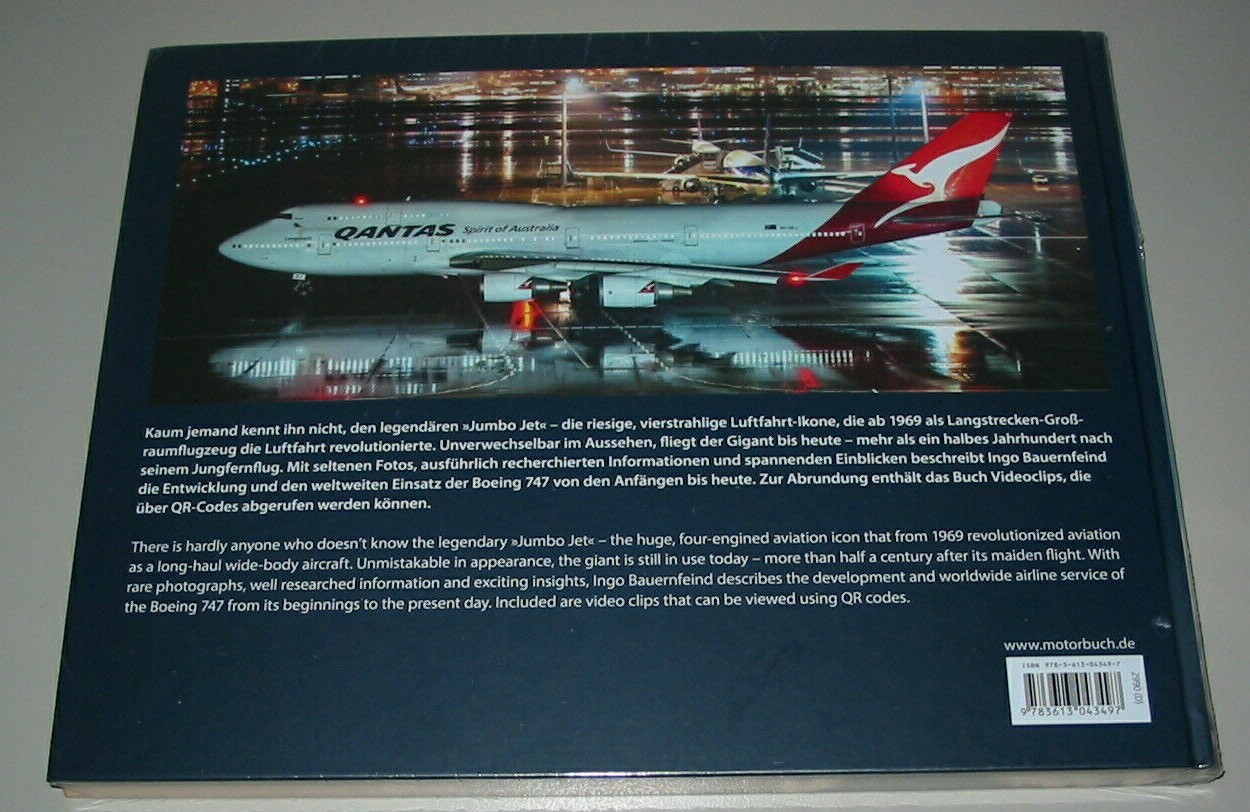 QANTAS Spirit of Australia
Kaum jemand kennt ihn nicht, den legendären »Jumbo Jet« – die riesige, vierstrahlige Luftfahrt-Ikone, die ab 1969 als Langstrecken-Groß-
raumflugzeug die Luftfahrt revolutionierte. Unverwechselbar im Aussehen, fliegt der Gigant bis heute – mehr als ein halbes Jahrhundert nach
seinem Jungfernflug. Mit seltenen Fotos, ausführlich recherchierten Informationen und spannenden Einblicken beschreibt Ingo Bauernfeind
die Entwicklung und den weltweiten Einsatz der Boeing 747 von den Anfängen bis heute. Zur Abrundung enthält das Buch Videoclips, die
über QR-Codes abgerufen werden können.
There is hardly anyone who doesn't know the legendary »Jumbo Jet« – the huge, four-engined aviation icon that from 1969 revolutionized aviation
as a long-haul wide-body aircraft. Unmistakable in appearance, the giant is still in use today – more than half a century after its maiden flight. With
rare photographs, well researched information and exciting insights, Ingo Bauernfeind describes the development and worldwide airline service of
the Boeing 747 from its beginnings to the present day. Included are video clips that can be viewed using QR codes.
www.motorbuch.de
ISBN 978-3-613-04349-7
2990 (D)
9 783613 043497